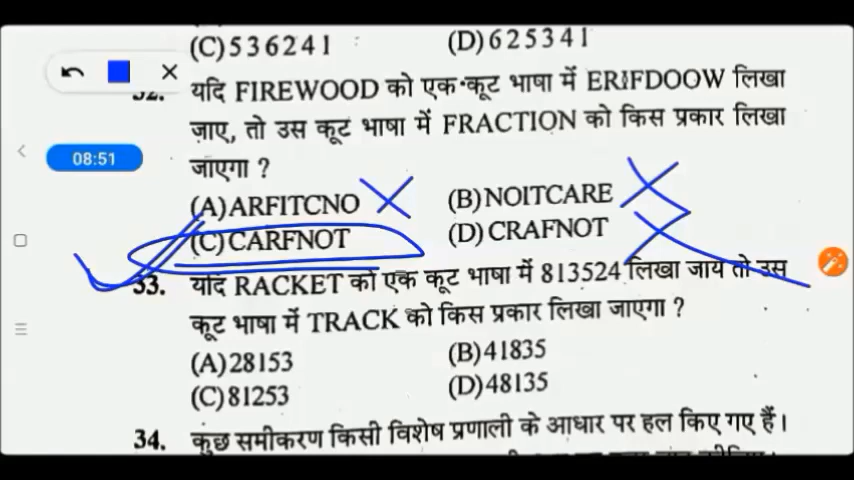 (C)536241 (D)625341
32. यदि FIREWOOD को एक कूट भाषा में ERIFDOOW लिखा
08:51 जाए, तो उस कूट भाषा में FRACTION को किस प्रकार लिखा
जाएगा ?
(A)ARFITCNO (B)NOITCARE
(C)CARFNOT (D)CRAFNOT
33. यदि RACKET को एक कूट भाषा में 813524 लिखा जाय तो उस
कूट भाषा में TRACK को किस प्रकार लिखा जाएगा ?
(A)28153 (B)41835
(C)81253 (D)48135
34. कुछ समीकरण किसी विशेष प्रणाली के आधार पर हल किए गए हैं।